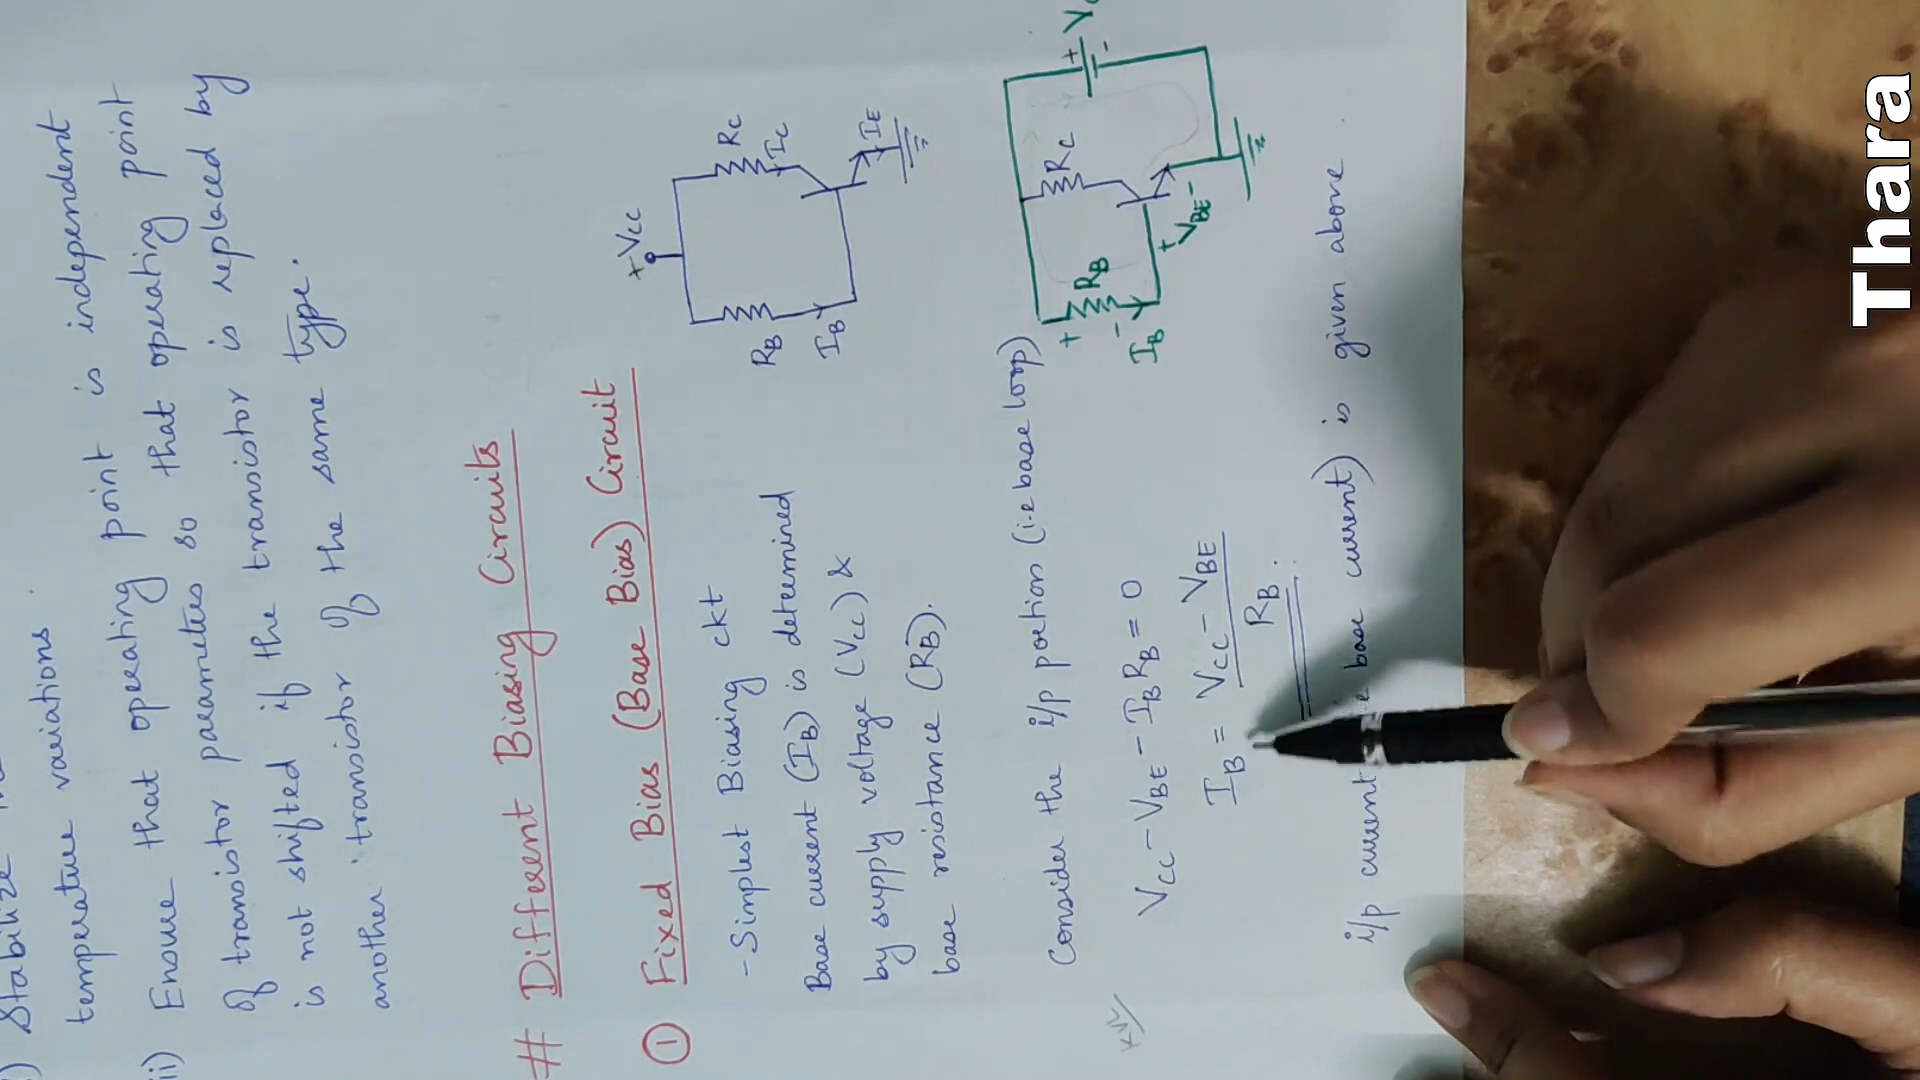 Stabilize
temperature variations
ii) Ensure that operating point is independent
of transistor parameters so that operating point
is not shifted if the transistor is replaced by
another transistor of the same type.
# Different Biasing Circuits
① Fixed Bias (Base Bias) Circuit
- Simplest Biasing ckt
Base current (IB) is determined
by supply voltage (Vcc) &
base resistance (RB).
+Vcc
RB
RC
IC
IB
IE
Consider the i/p portion (i.e base loop)
VCC - VBE - IBRB = 0
IB = VCC - VBE
RB
+
RB
-
IB
RC
+
VBE
-
+
-
i/p current base current) is given above.
KVL
Thara